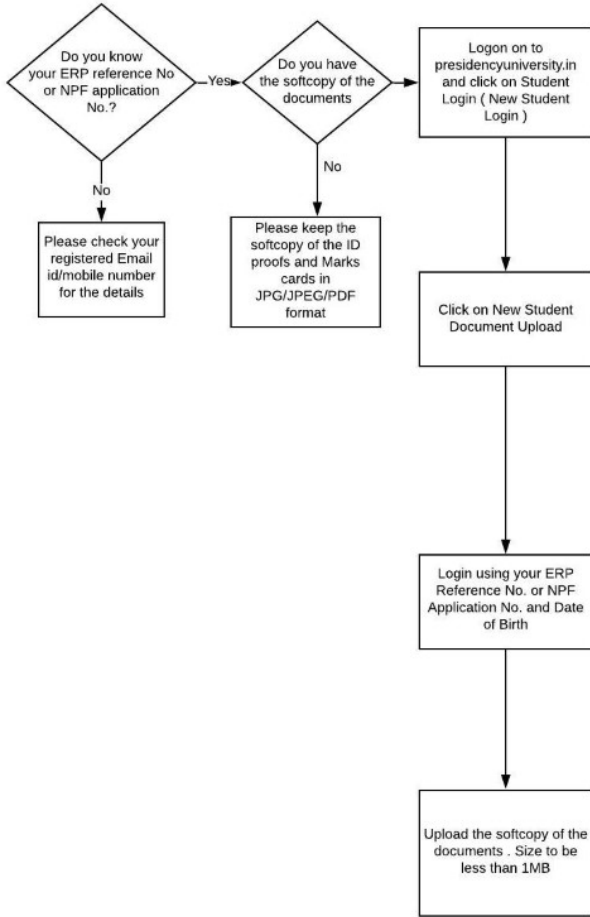 Do you know
your ERP reference No
or NPF application
No.?
Yes
Do you have
the softcopy of the
documents
Logon on to
presidencyuniversity.in
and click on Student
Login ( New Student
Login )
No
No
Please check your
registered Email
id/mobile number
for the details
Please keep the
softcopy of the ID
proofs and Marks
cards in
JPG/JPEG/PDF
format
Click on New Student
Document Upload
Login using your ERP
Reference No. or NPF
Application No. and Date
of Birth
Upload the softcopy of the
documents . Size to be
less than 1MB